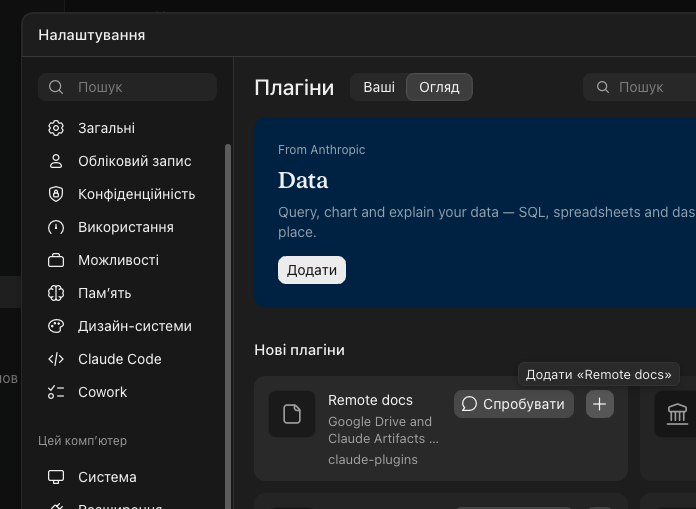 Налаштування
Пошук
Загальні
Обліковий запис
Конфіденційність
Використання
Можливості
Пам'ять
Дизайн-системи
Claude Code
Cowork
Цей комп'ютер
Система
Розширення
нов
Плагіни
Ваші
Огляд
Пошук
From Anthropic
Data
Query, chart and explain your data — SQL, spreadsheets and das
place.
Додати
Нові плагіни
Додати «Remote docs»
Remote docs
Спробувати
Google Drive and
Claude Artifacts ...
claude-plugins